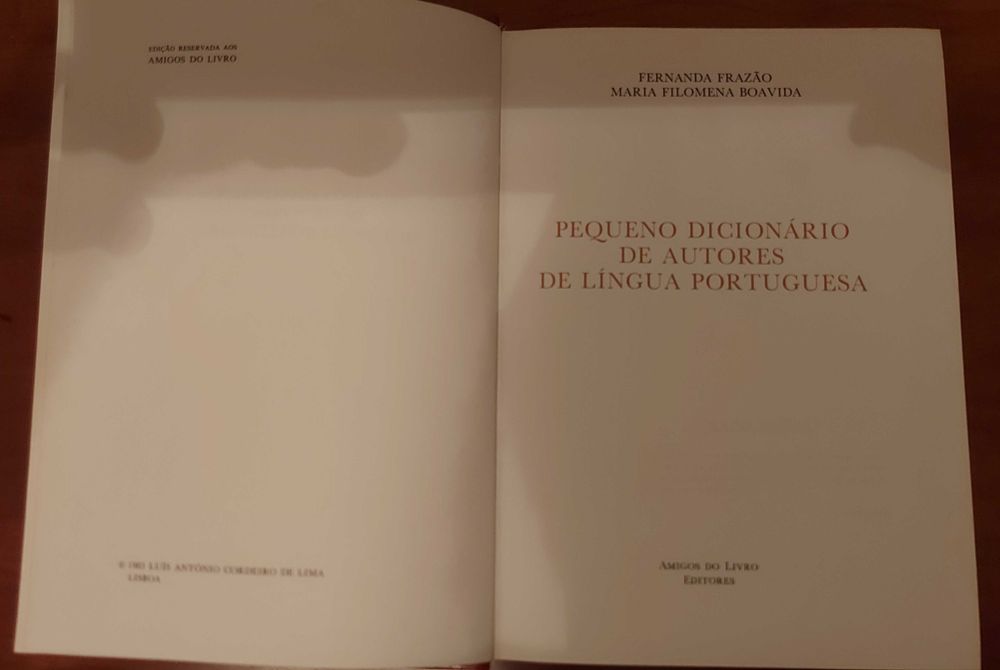 EDIÇÃO RESERVADA AOS
AMIGOS DO LIVRO
© 1983 LUÍS ANTÓNIO CORDEIRO DE LIMA
LISBOA
FERNANDA FRAZÃO
MARIA FILOMENA BOAVIDA
PEQUENO DICIONÁRIO
DE AUTORES
DE LÍNGUA PORTUGUESA
AMIGOS DO LIVRO
EDITORES